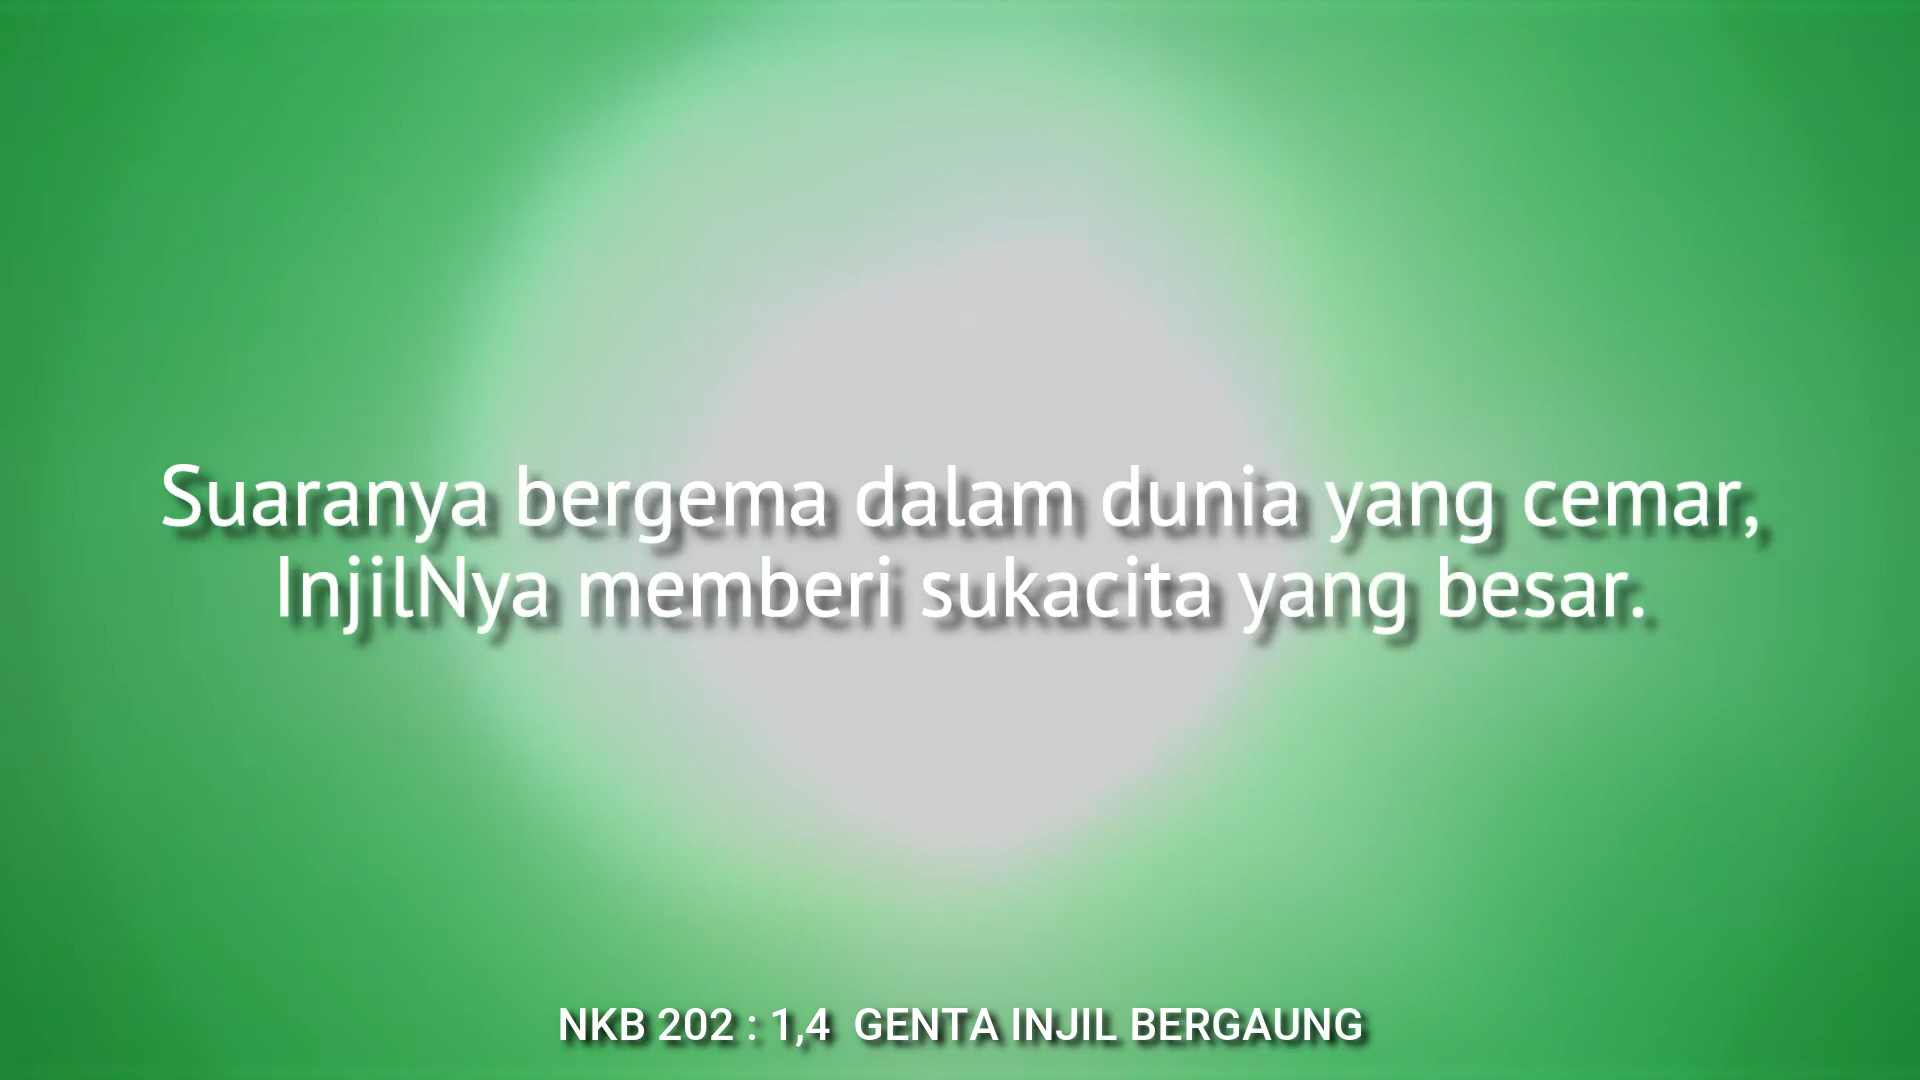 Suaranya bergema dalam dunia yang cemar,
InjilNya memberi sukacita yang besar.
NKB 202 : 1,4  GENTA INJIL BERGAUNG